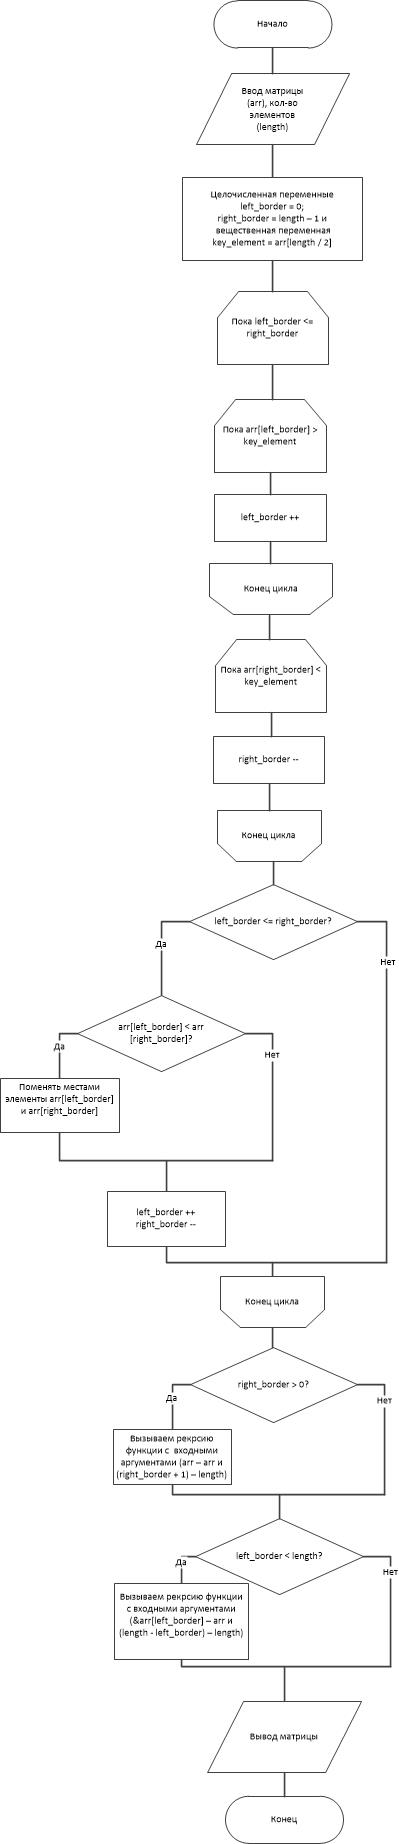 Начало
Ввод матрицы
(arr), кол-во
элементов
(length)
Целочисленная переменные
left_border = 0;
right_border = length – 1 и
вещественная переменная
key_element = arr[length / 2]
Пока left_border <=
right_border
Пока arr[left_border] >
key_element
left_border ++
Конец цикла
Пока arr[right_border] <
key_element
right_border --
Конец цикла
left_border <= right_border?
Да
Нет
arr[left_border] < arr
[right_border]?
Да
Нет
Поменять местами
элементы arr[left_border]
и arr[right_border]
left_border ++
right_border --
Конец цикла
right_border > 0?
Да
Нет
Вызываем рекрсию
функции с входными
аргументами (arr – arr и
(right_border + 1) – length)
left_border < length?
Да
Нет
Вызываем рекрсию функции
с входными аргументами
(&arr[left_border] – arr и
(length - left_border) – length)
Вывод матрицы
Конец